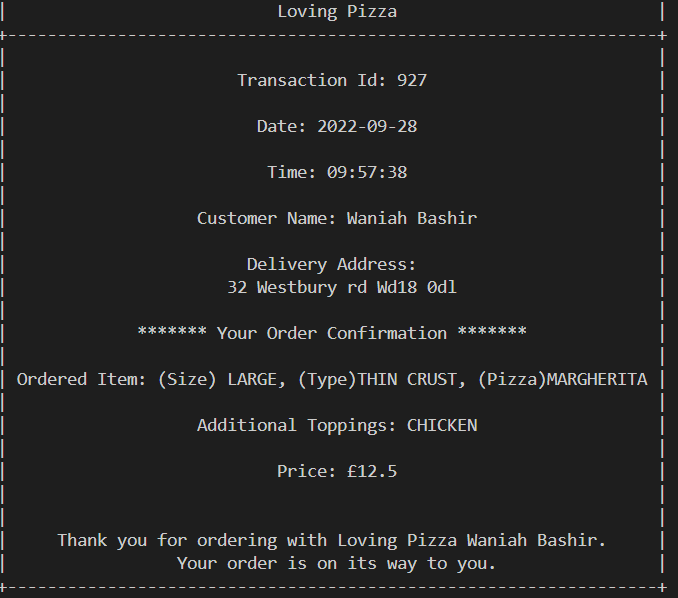 Loving Pizza
Transaction Id: 927
Date: 2022-09-28
Time: 09:57:38
Customer Name: Waniah Bashir
Delivery Address:
32 Westbury rd Wd18 0dl
******* Your Order Confirmation *******
Ordered Item: (Size) LARGE, (Type)THIN CRUST, (Pizza)MARGHERITA
Additional Toppings: CHICKEN
Price: £12.5
Thank you for ordering with Loving Pizza Waniah Bashir.
Your order is on its way to you.